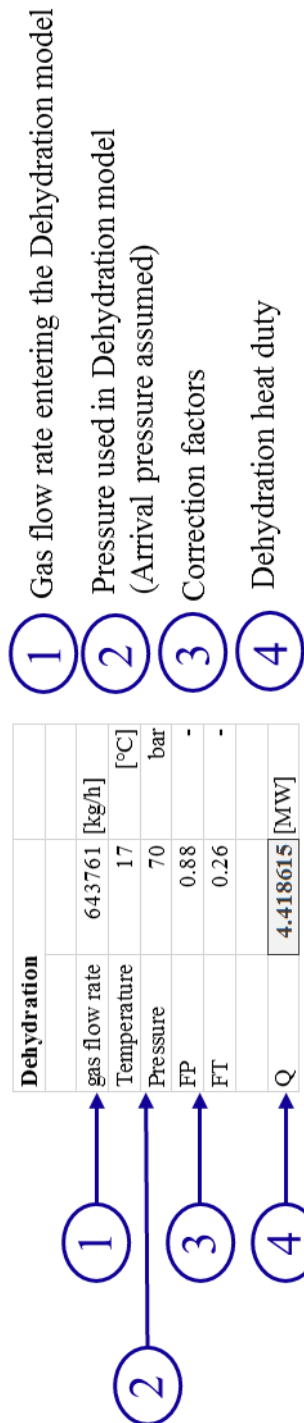 Dehydration
gas flow rate 643761 [kg/h]
Temperature 17 [°C]
Pressure 70 bar
FP 0.88 -
FT 0.26 -
Q 4.418615 [MW]
1
2
3
4
1 Gas flow rate entering the Dehydration model
2 Pressure used in Dehydration model
(Arrival pressure assumed)
3 Correction factors
4 Dehydration heat duty